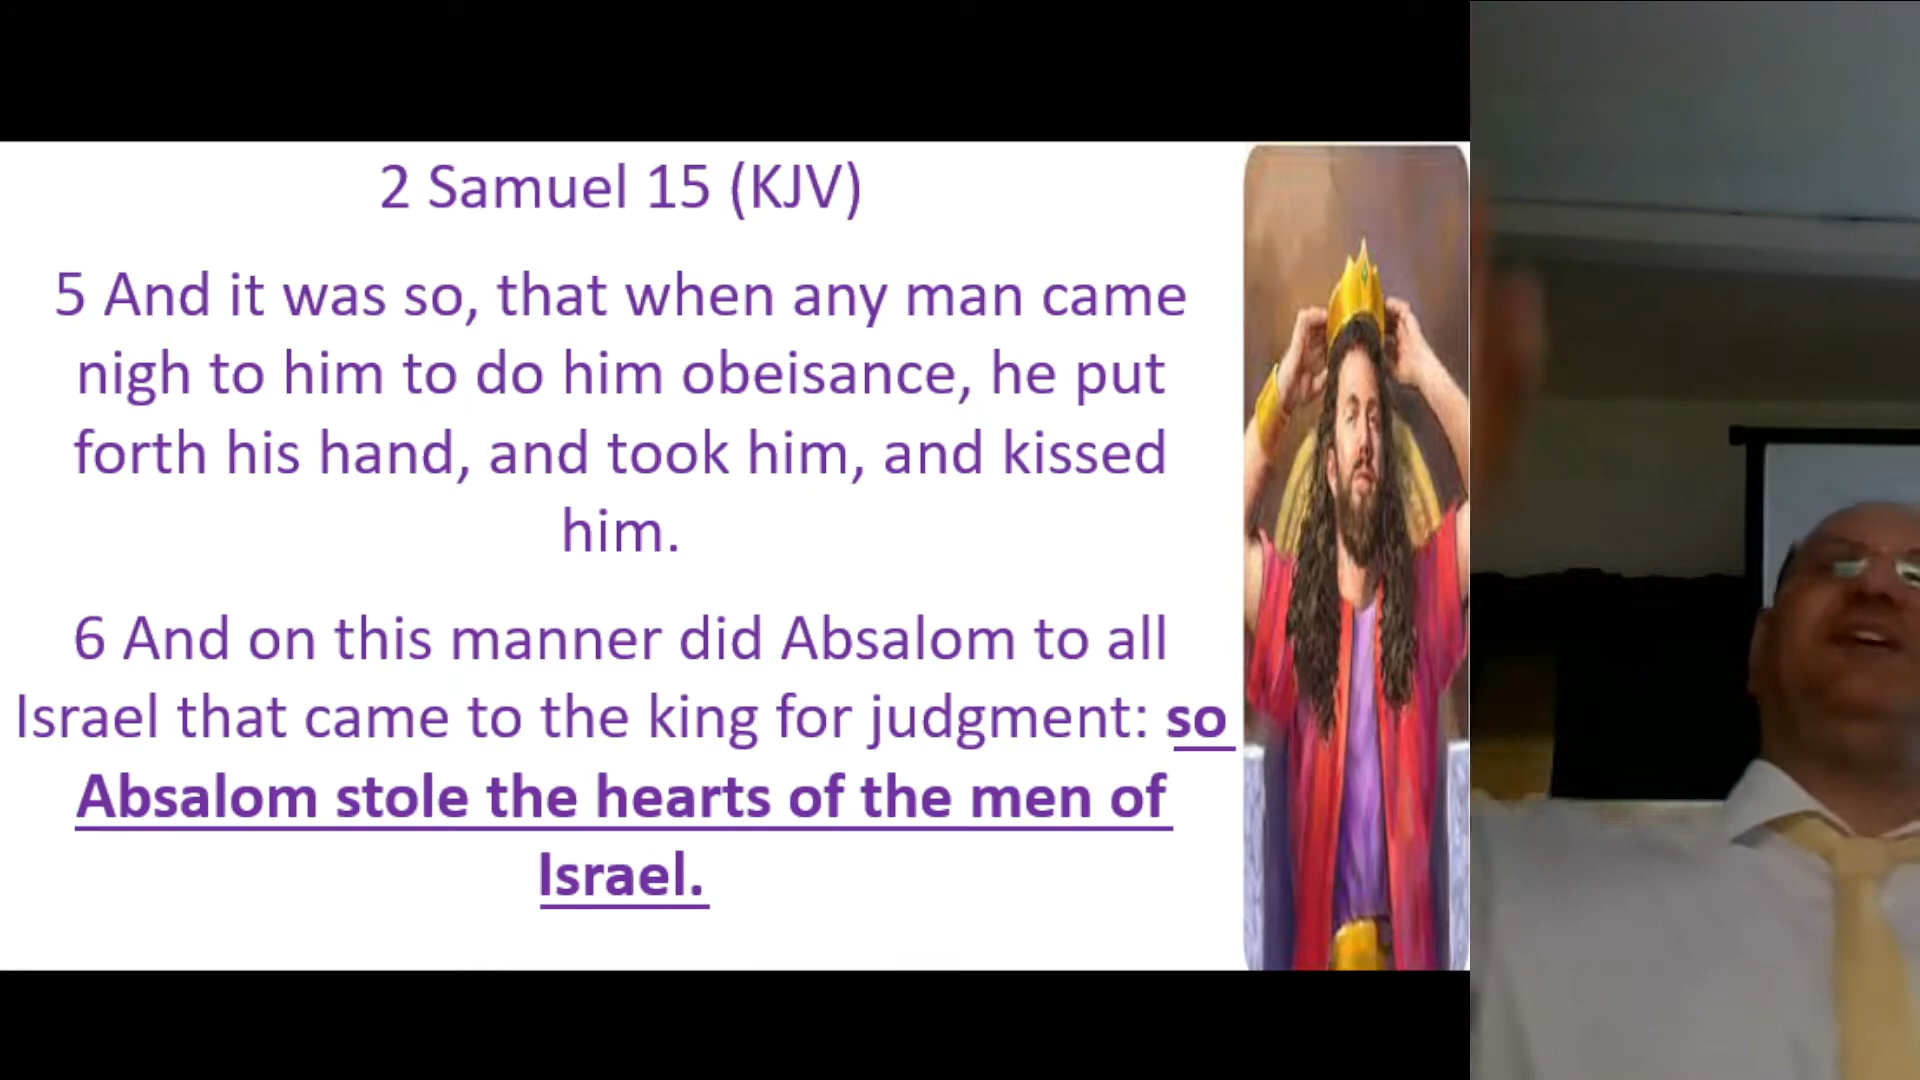 2 Samuel 15 (KJV)
5 And it was so, that when any man came
nigh to him to do him obeisance, he put
forth his hand, and took him, and kissed
him.
6 And on this manner did Absalom to all
Israel that came to the king for judgment: so
Absalom stole the hearts of the men of
Israel.